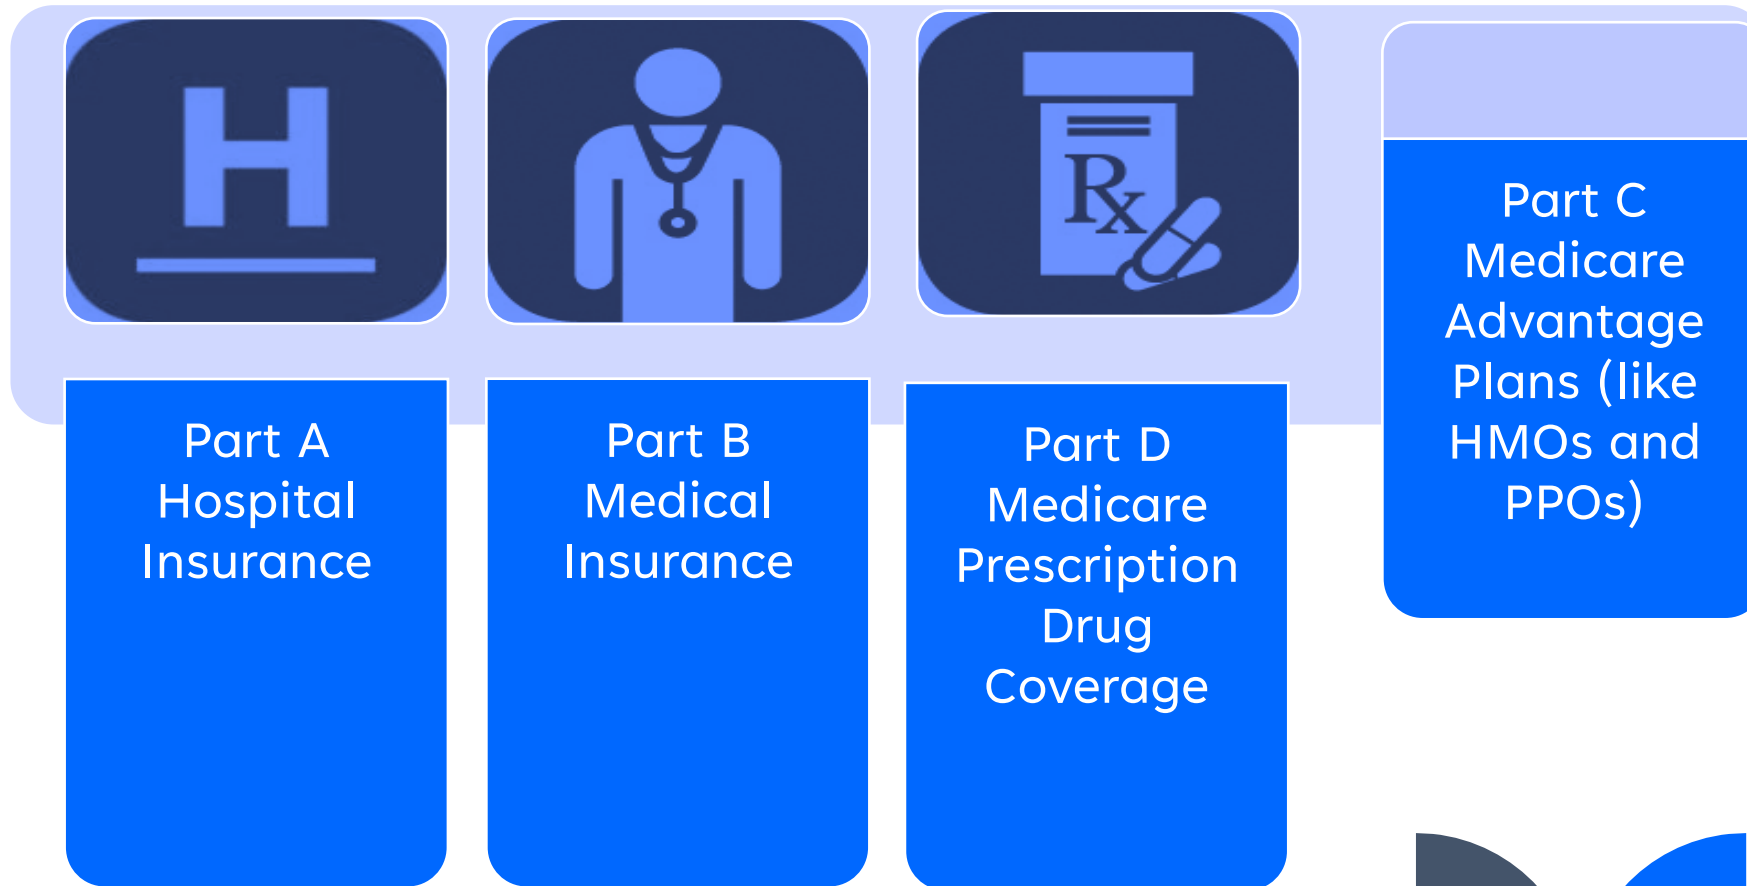 H
Rx
Part A
Hospital
Insurance
Part B
Medical
Insurance
Part D
Medicare
Prescription
Drug
Coverage
Part C
Medicare
Advantage
Plans (like
HMOs and
PPOs)